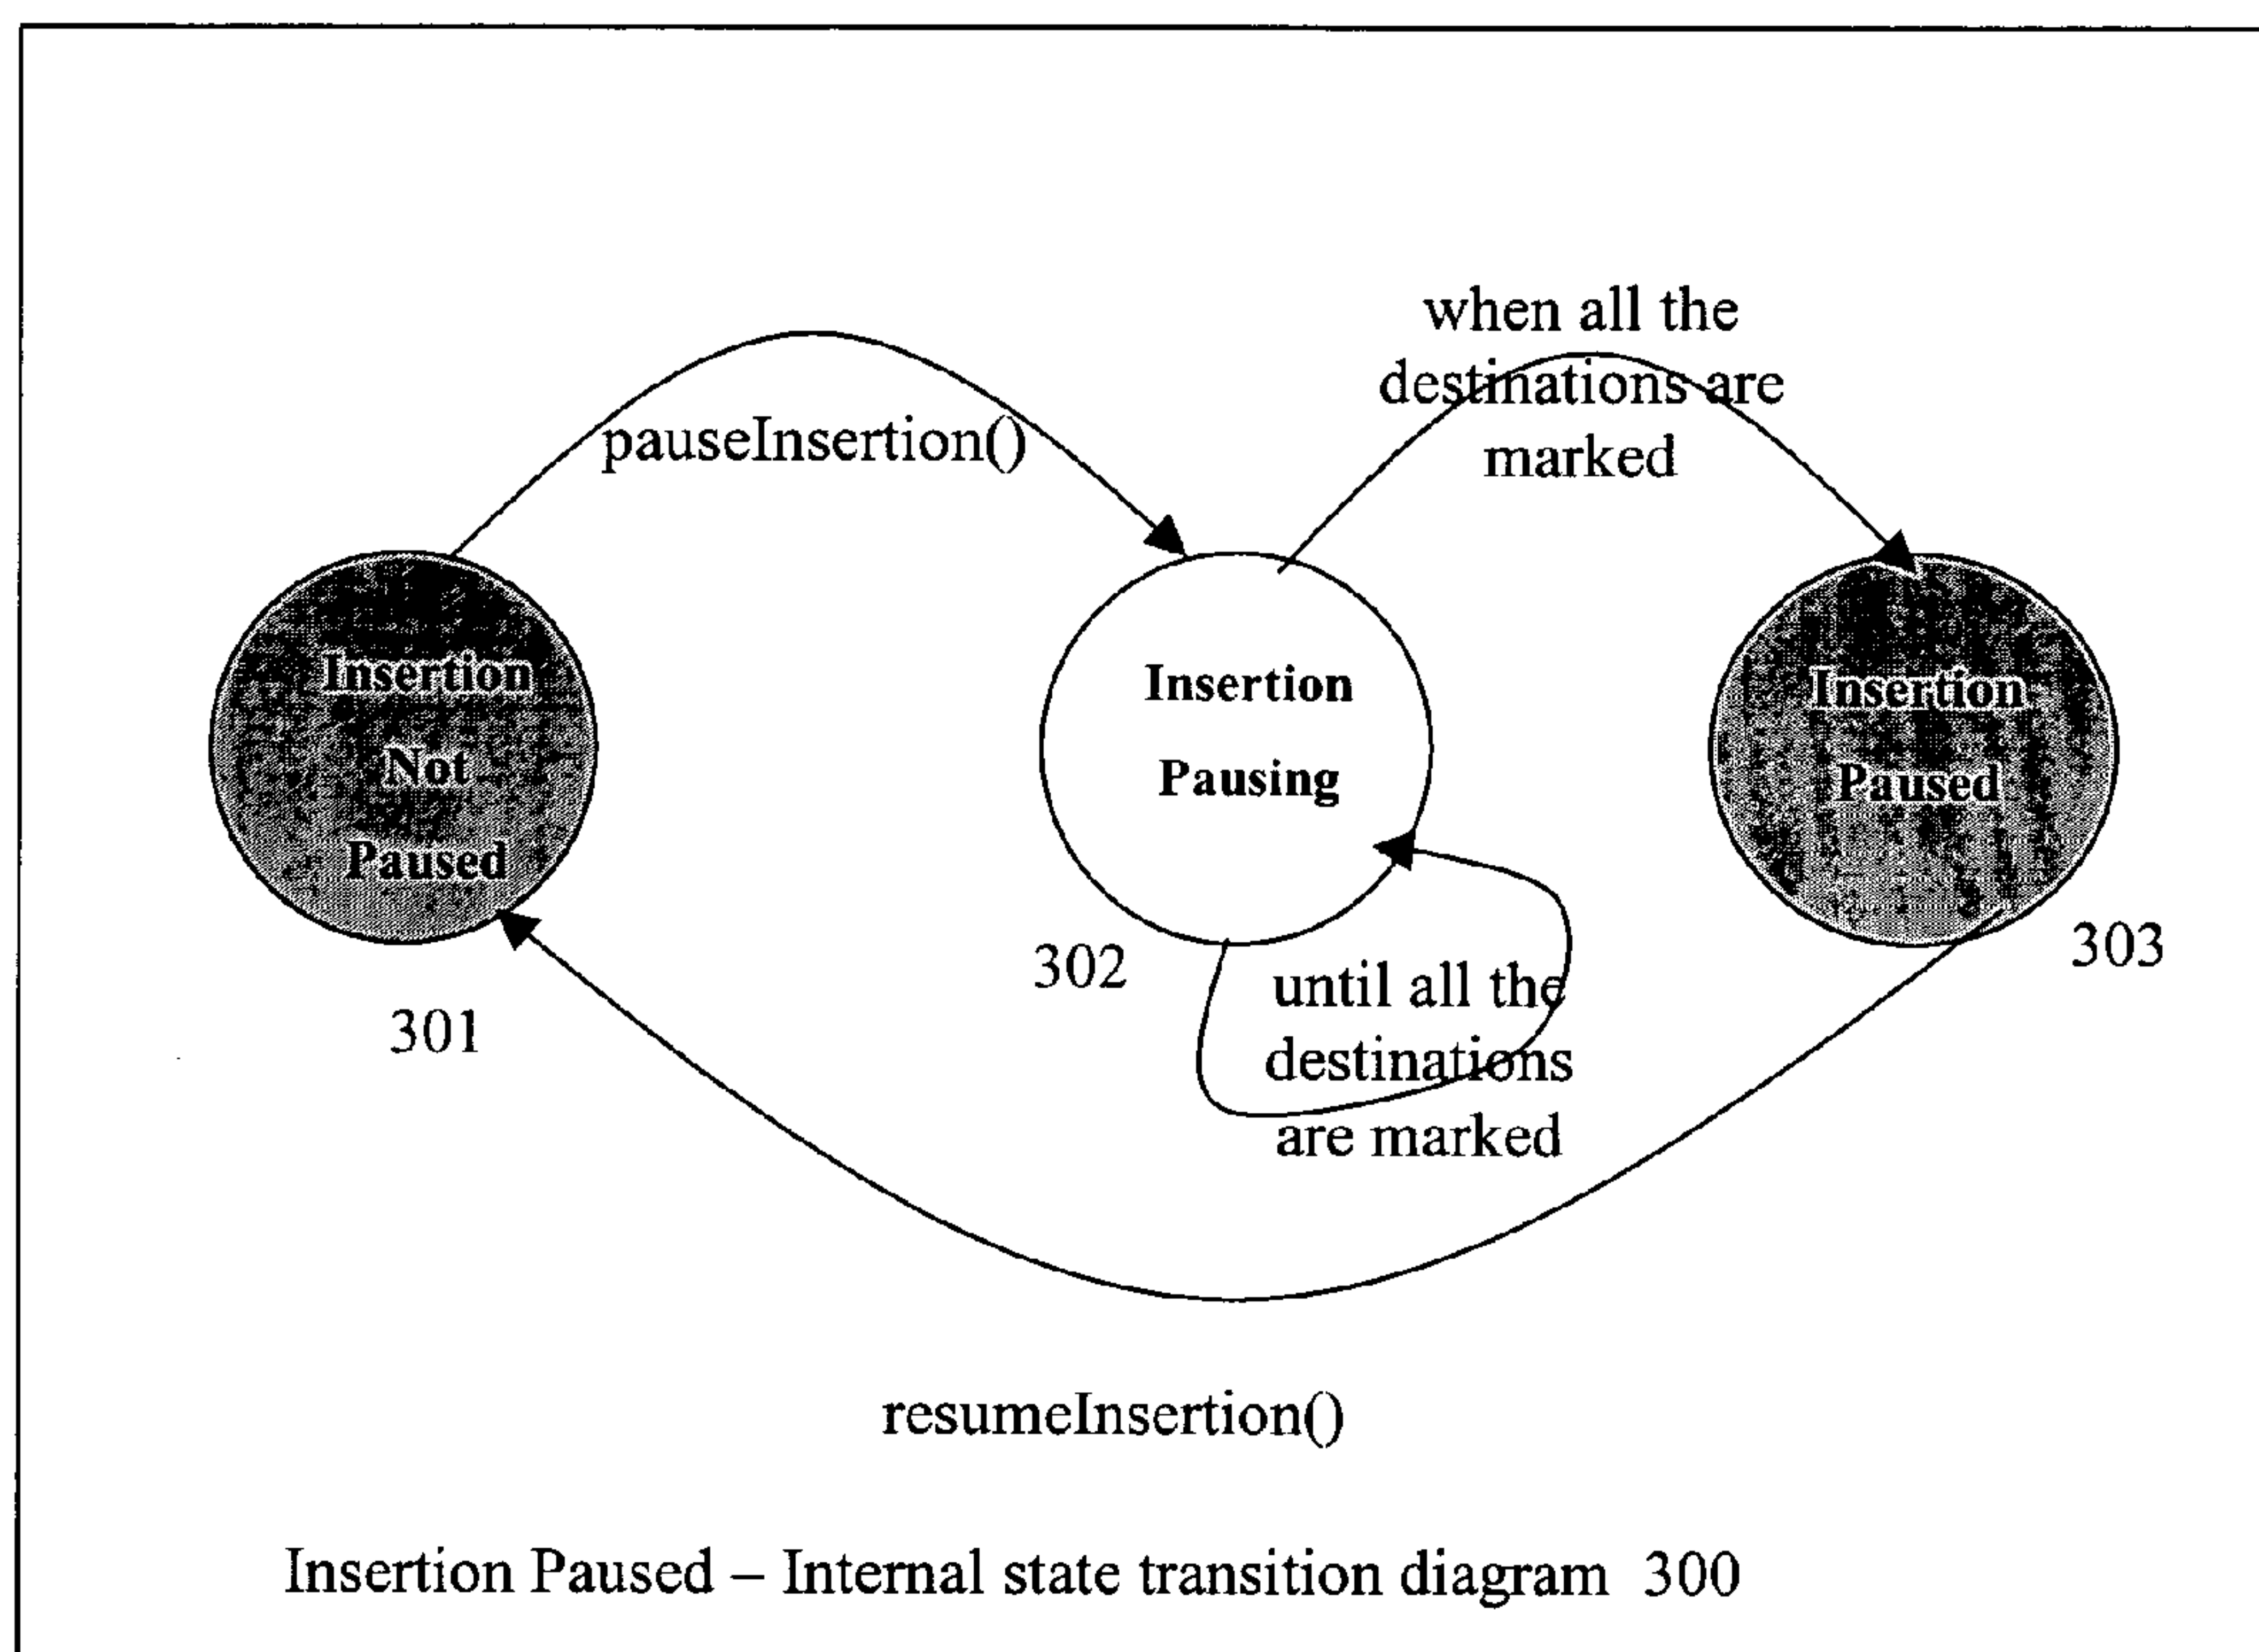 when all the
destinations are
marked
pauseInsertion()
Insertion
Not
Paused
Insertion
Pausing
Insertion
Paused
301
302
303
until all the
destinations
are marked
resumeInsertion()
Insertion Paused – Internal state transition diagram 300